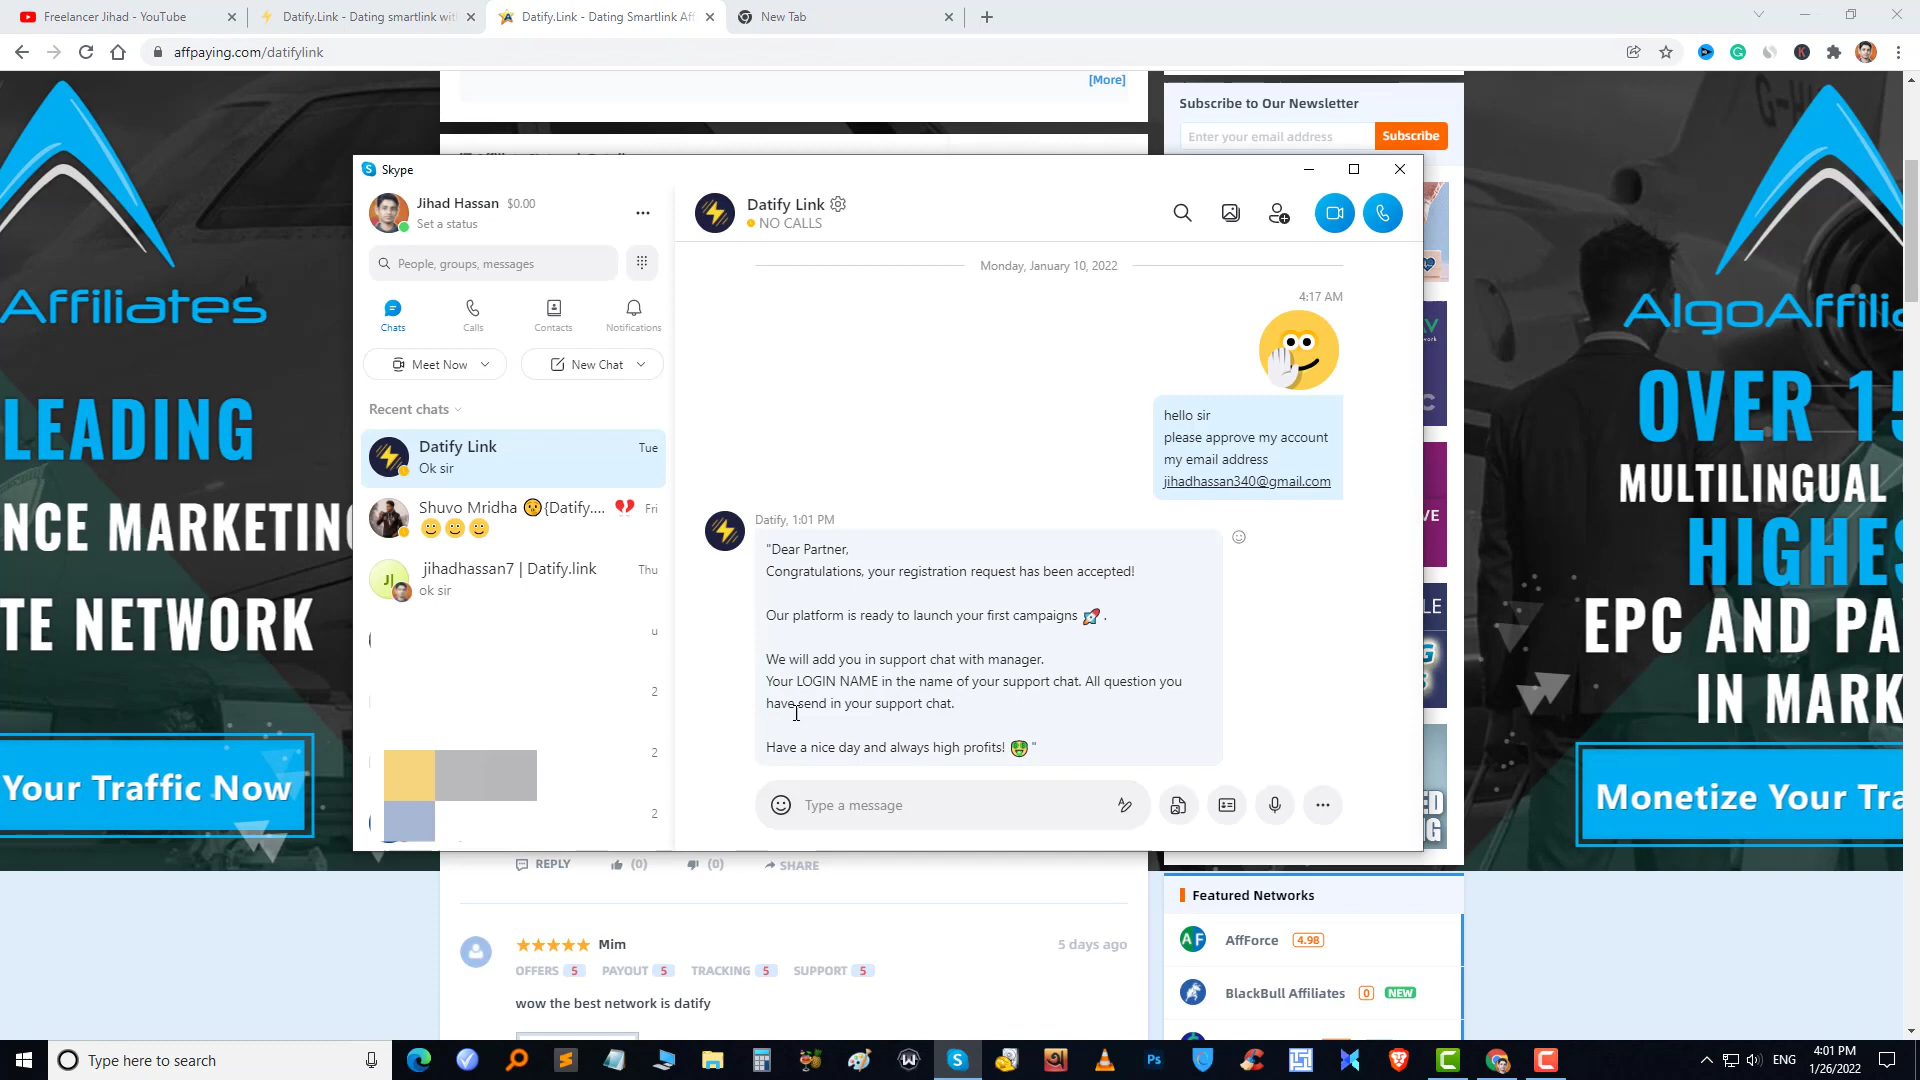 Freelancer Jihad - YouTube
Datify.Link - Dating smartlink with
Datify.Link - Dating Smartlink Aff
New Tab
affpaying.com/datifylink
[More]
Subscribe to Our Newsletter
Enter your email address
Subscribe
Skype
Jihad Hassan $0.00
Set a status
People, groups, messages
Chats
Calls
Contacts
Notifications
Meet Now
New Chat
Recent chats
Datify Link
Tue
Ok sir
Shuvo Mridha 🤫{Datify.... 💔
Fri
🙂 🙂 🙂
JI
jihadhassan7 | Datify.link
Thu
ok sir
u
2
2
2
Datify Link
NO CALLS
Monday, January 10, 2022
4:17 AM
hello sir
please approve my account
my email address
jihadhassan340@gmail.com
Datify, 1:01 PM
"Dear Partner,
Congratulations, your registration request has been accepted!
Our platform is ready to launch your first campaigns 🚀 .
We will add you in support chat with manager.
Your LOGIN NAME in the name of your support chat. All question you
have send in your support chat.
Have a nice day and always high profits! 🤑 "
Type a message
Affiliates
LEADING
NCE MARKETING
TE NETWORK
Your Traffic Now
AlgoAffilia
OVER 15
MULTILINGUAL
HIGHES
EPC AND PA
IN MARK
Monetize Your Tra
REPLY
(0)
(0)
SHARE
Mim
5 days ago
OFFERS 5 PAYOUT 5 TRACKING 5 SUPPORT 5
wow the best network is datify
Featured Networks
AF
AffForce 4.98
BlackBull Affiliates 0 NEW
Type here to search
Ps
ENG
4:01 PM
1/26/2022